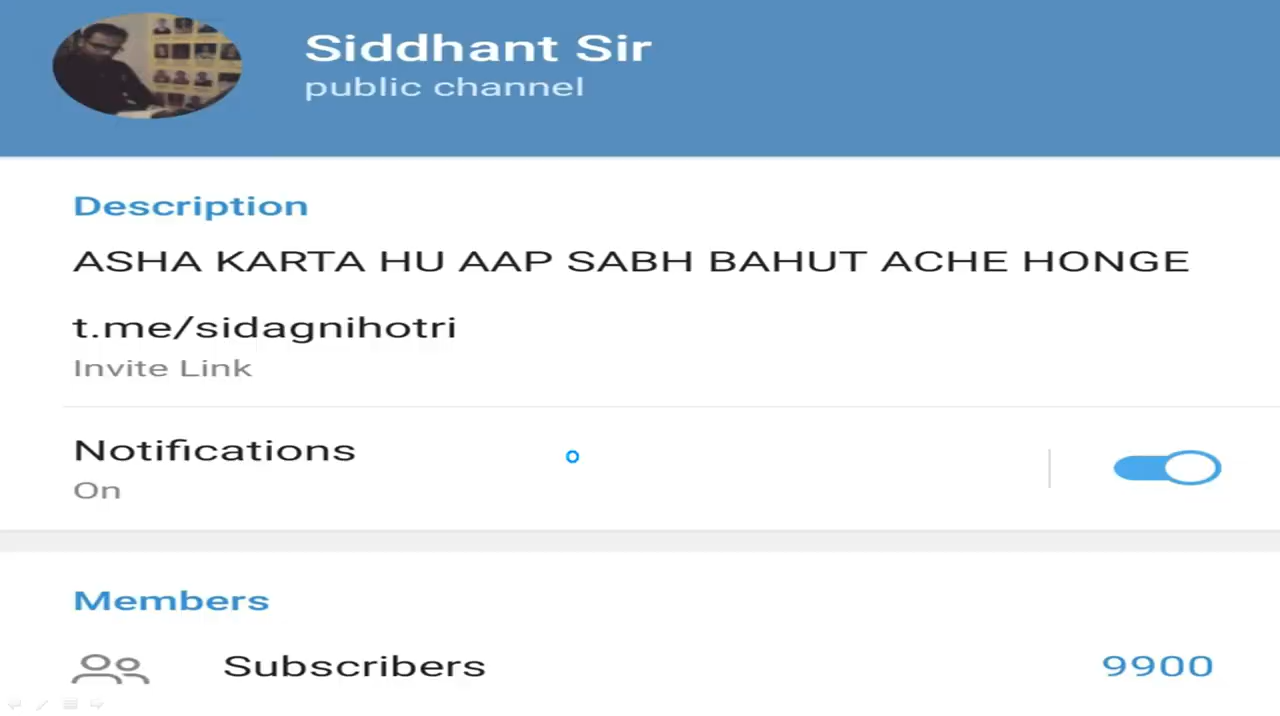 Siddhant Sir
public channel
Description
ASHA KARTA HU AAP SABH BAHUT ACHE HONGE
t.me/sidagnihotri
Invite Link
Notifications
On
Members
Subscribers 9900